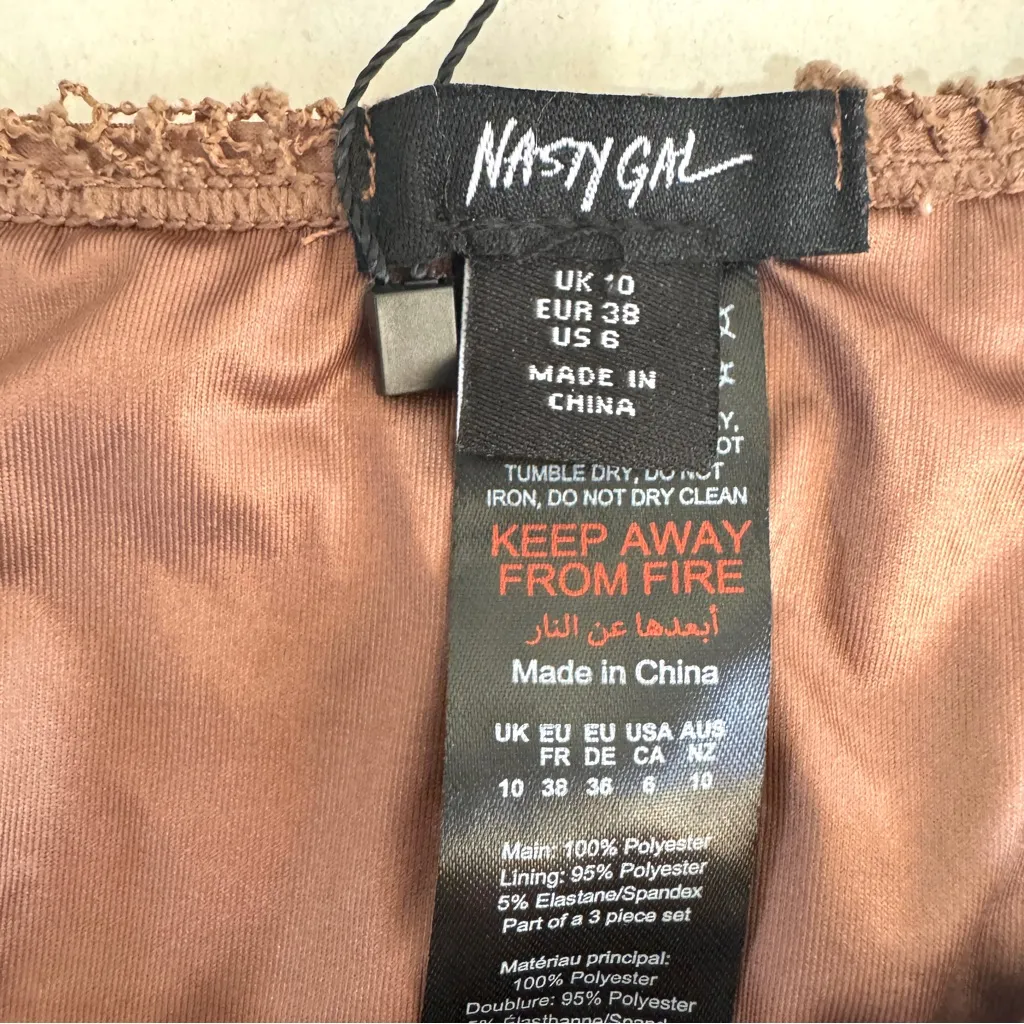 NASTY GAL
UK 10
EUR 38
US 6
MADE IN
CHINA
TUMBLE DRY, DO NOT
IRON, DO NOT DRY CLEAN
KEEP AWAY
FROM FIRE
أبعدها عن النار
Made in China
UK EU EU USA AUS
FR DE CA NZ
10 38 36 6 10
Main: 100% Polyester
Lining: 95% Polyester
5% Elastane/Spandex
Part of a 3 piece set
Matériau principal:
100% Polyester
Doublure: 95% Polyester